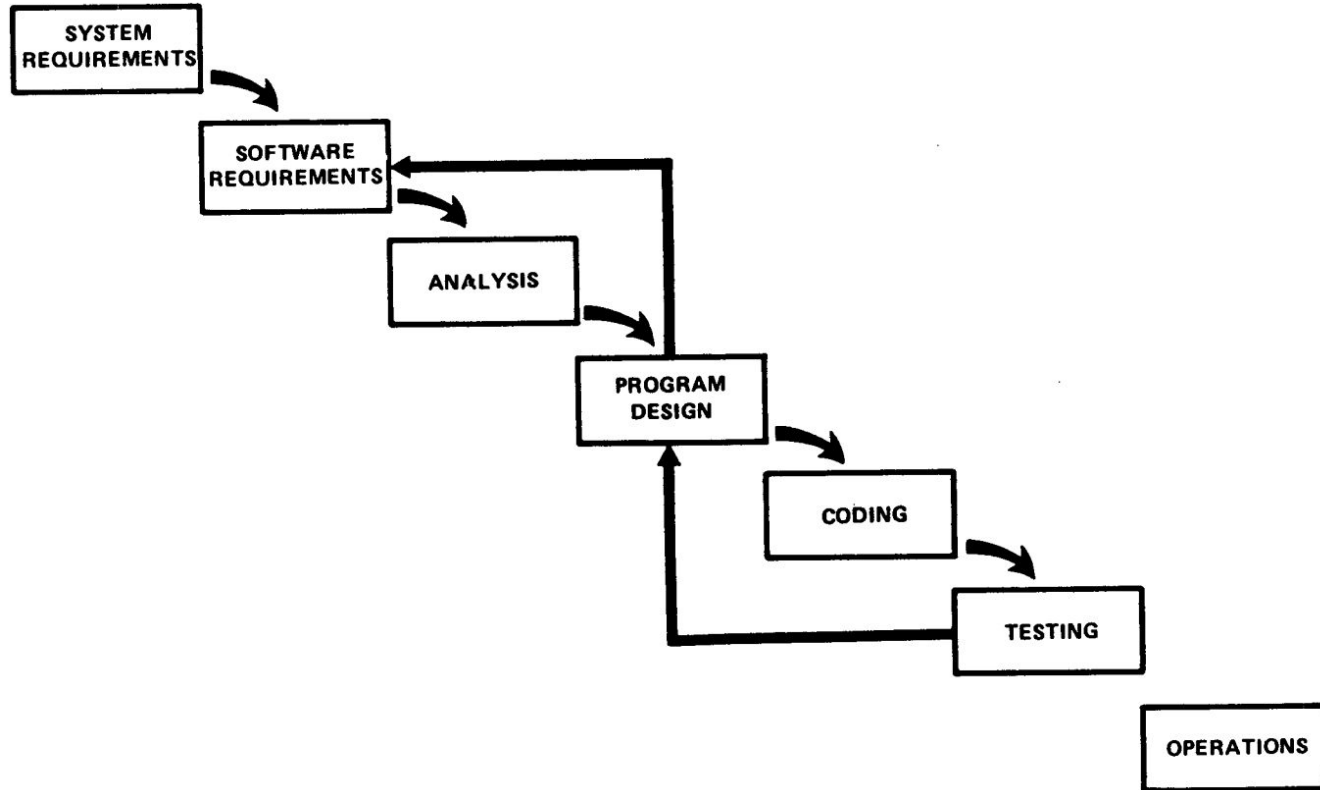 SYSTEM
REQUIREMENTS
SOFTWARE
REQUIREMENTS
ANALYSIS
PROGRAM
DESIGN
CODING
TESTING
OPERATIONS